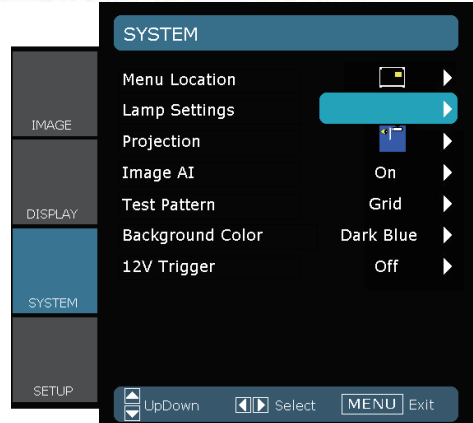 SYSTEM
Menu Location
Lamp Settings
IMAGE
Projection
Image AI On
Test Pattern Grid
DISPLAY
Background Color Dark Blue
12V Trigger Off
SYSTEM
SETUP
UpDown Select MENU Exit